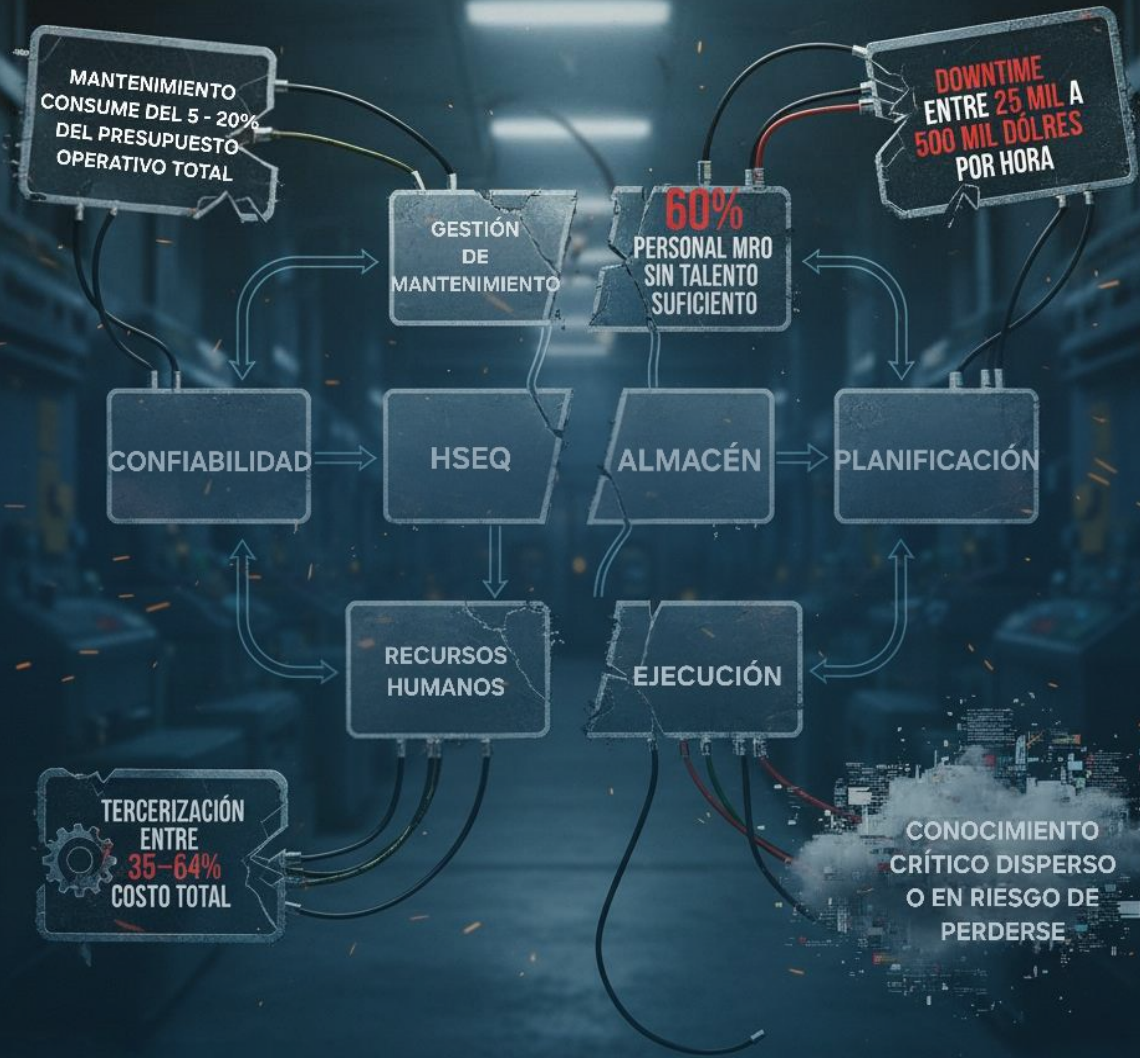 MANTENIMIENTO
CONSUME DEL 5 - 20%
DEL PRESUPUESTO
OPERATIVO TOTAL
DOWNTIME
ENTRE 25 MIL A
500 MIL DÓLRES
POR HORA
GESTIÓN
DE
MANTENIMIENTO
60%
PERSONAL MRO
SIN TALENTO
SUFICIENTO
CONFIABILIDAD
HSEQ
ALMACÉN
PLANIFICACIÓN
RECURSOS
HUMANOS
EJECUCIÓN
TERCERIZACIÓN
ENTRE
35–64%
COSTO TOTAL
CONOCIMIENTO
CRÍTICO DISPERSO
O EN RIESGO DE
PERDERSE